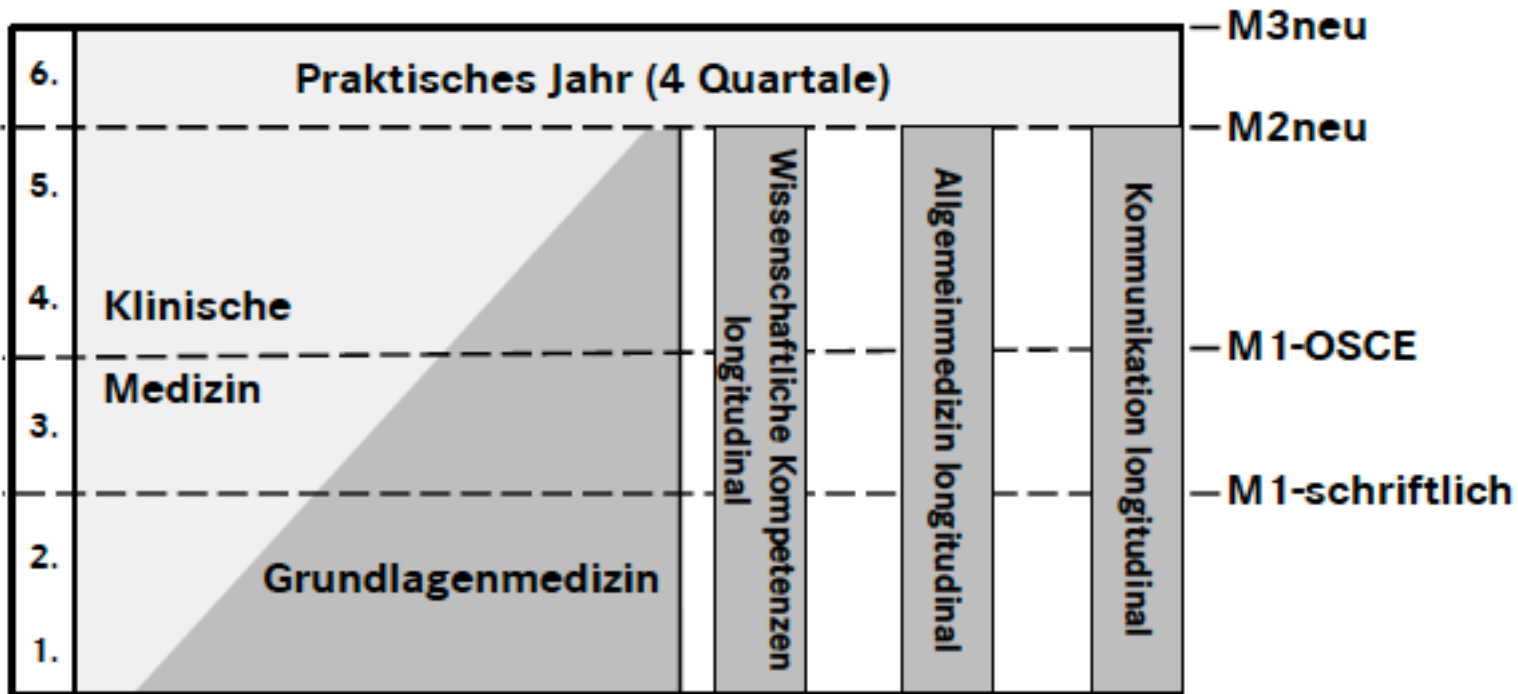 M3neu
6.
Praktisches Jahr (4 Quartale)
M2neu
5.
4.
Klinische
M1-OSCE
Medizin
3.
M1-schriftlich
2.
Grundlagenmedizin
1.
Wissenschaftliche Kompetenzen
longitudinal
Allgemeinmedizin longitudinal
Kommunikation longitudinal